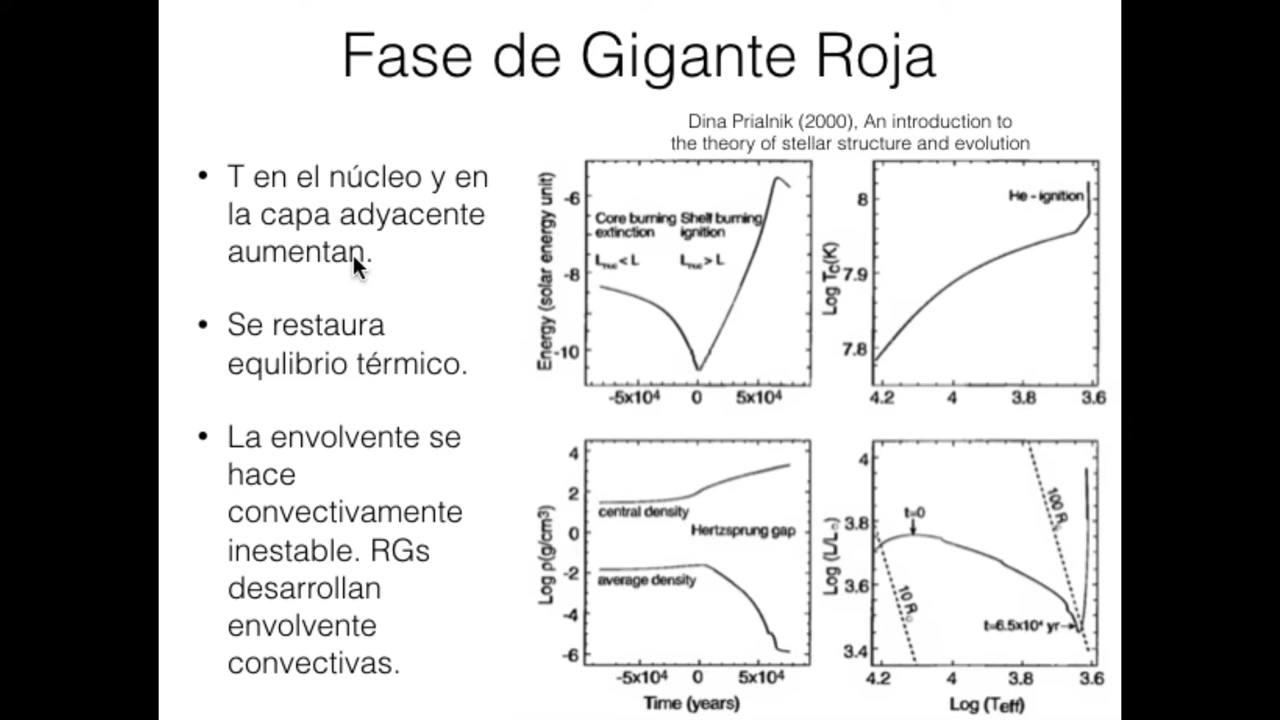 Fase de Gigante Roja
Dina Prialnik (2000), An introduction to
the theory of stellar structure and evolution
• T en el núcleo y en
la capa adyacente
aumentan.
• Se restaura
equlibrio térmico.
• La envolvente se
hace
convectivamente
inestable. RGs
desarrollan
envolvente
convectivas.
Energy (solar energy unit)
-6
-8
-10
Core burning Shell burning
extinction ignition
Lnuc < L Lnuc > L
-5x10⁴ 0 5x10⁴
Log Tc(K)
8
7.9
7.8
He - ignition
4.2 4 3.8 3.6
Log ρ(g/cm³)
4
2
0
-2
-4
-6
central density
Hertzsprung gap
average density
-5x10⁴ 0 5x10⁴
Time (years)
Log (L/L☉)
4
3.8
3.6
3.4
t=0
100 R☉
10 R☉
t=6.5x10⁴ yr
4.2 4 3.8 3.6
Log (Teff)